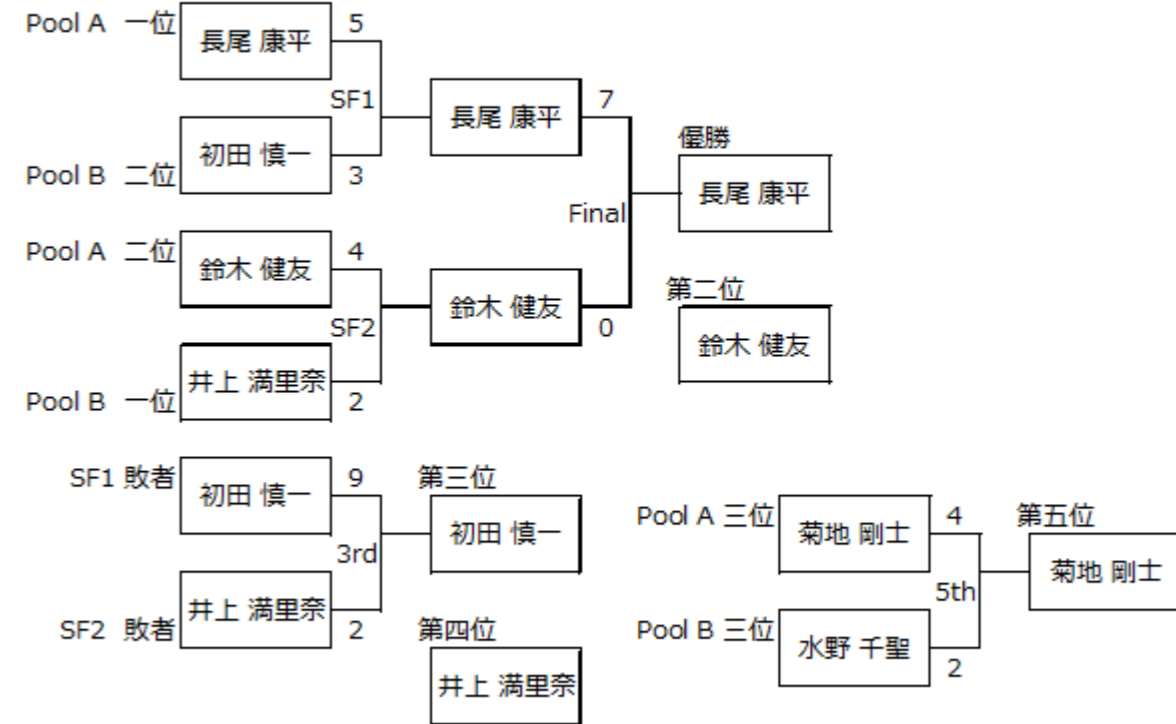 Pool A 一位
長尾 康平
5
SF1
Pool B 二位
初田 慎一
3
長尾 康平
7
Pool A 二位
鈴木 健友
4
SF2
Pool B 一位
井上 満里奈
2
鈴木 健友
0
Final
優勝
長尾 康平
第二位
鈴木 健友
SF1 敗者
初田 慎一
9
3rd
SF2 敗者
井上 満里奈
2
第三位
初田 慎一
第四位
井上 満里奈
Pool A 三位
菊地 剛士
4
5th
Pool B 三位
水野 千聖
2
第五位
菊地 剛士